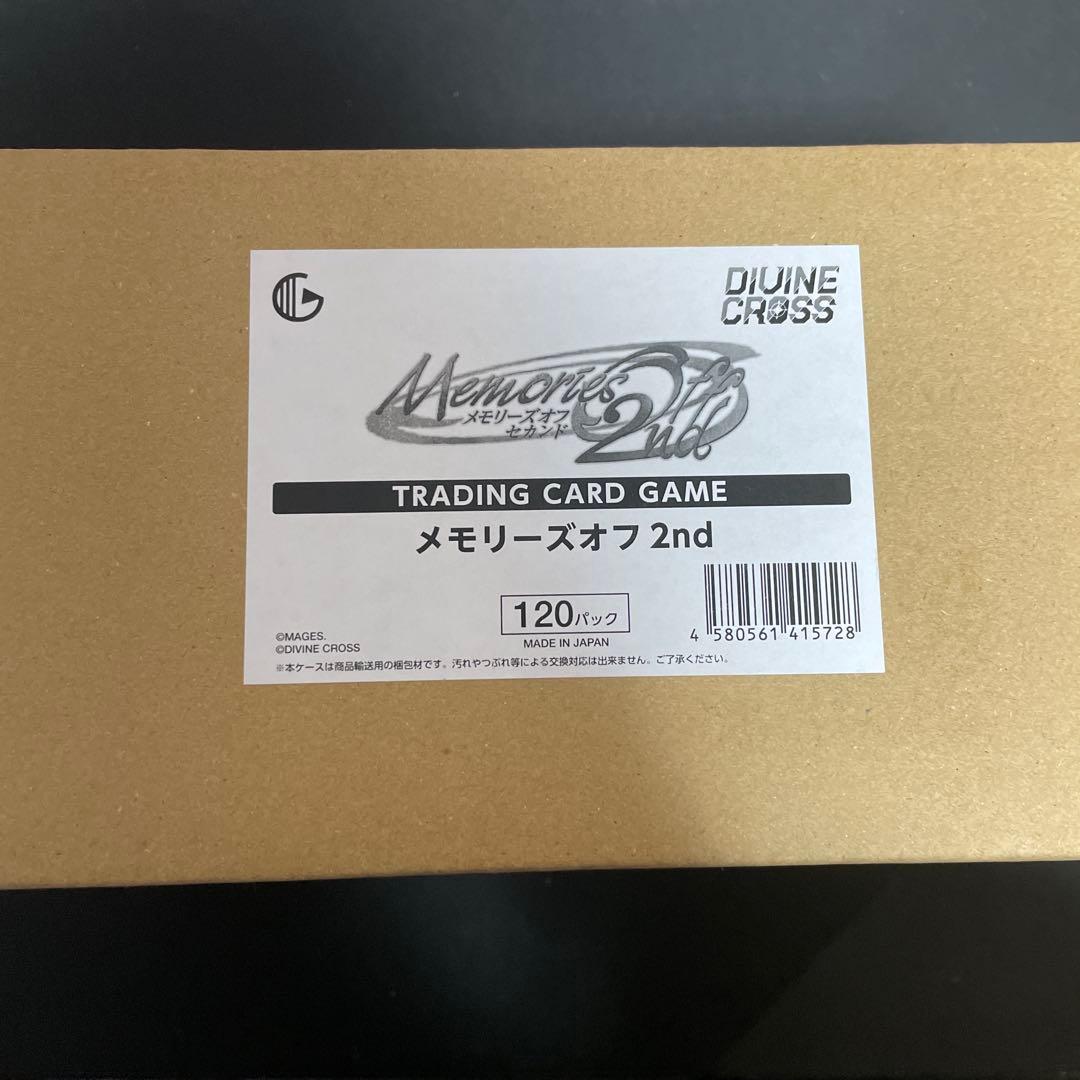 DIVINE
CROSS
Memories Off
メモリーズオフ
セカンド
2nd
TRADING CARD GAME
メモリーズオフ 2nd
120パック
MADE IN JAPAN
4 580561 415728
©MAGES.
©DIVINE CROSS
※本ケースは商品輸送用の梱包材です。汚れやつぶれ等による交換対応は出来ません。ご了承ください。